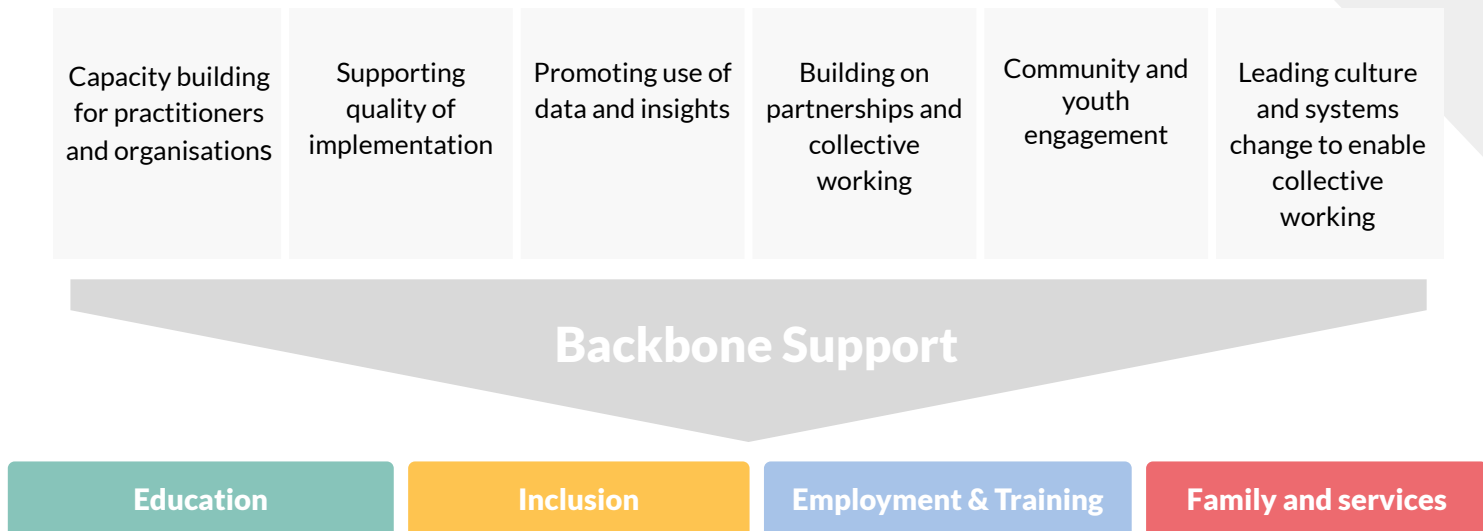 Capacity building
for practitioners
and organisations
Supporting
quality of
implementation
Promoting use of
data and insights
Building on
partnerships and
collective
working
Community and
youth
engagement
Leading culture
and systems
change to enable
collective
working
Backbone Support
Education
Inclusion
Employment & Training
Family and services